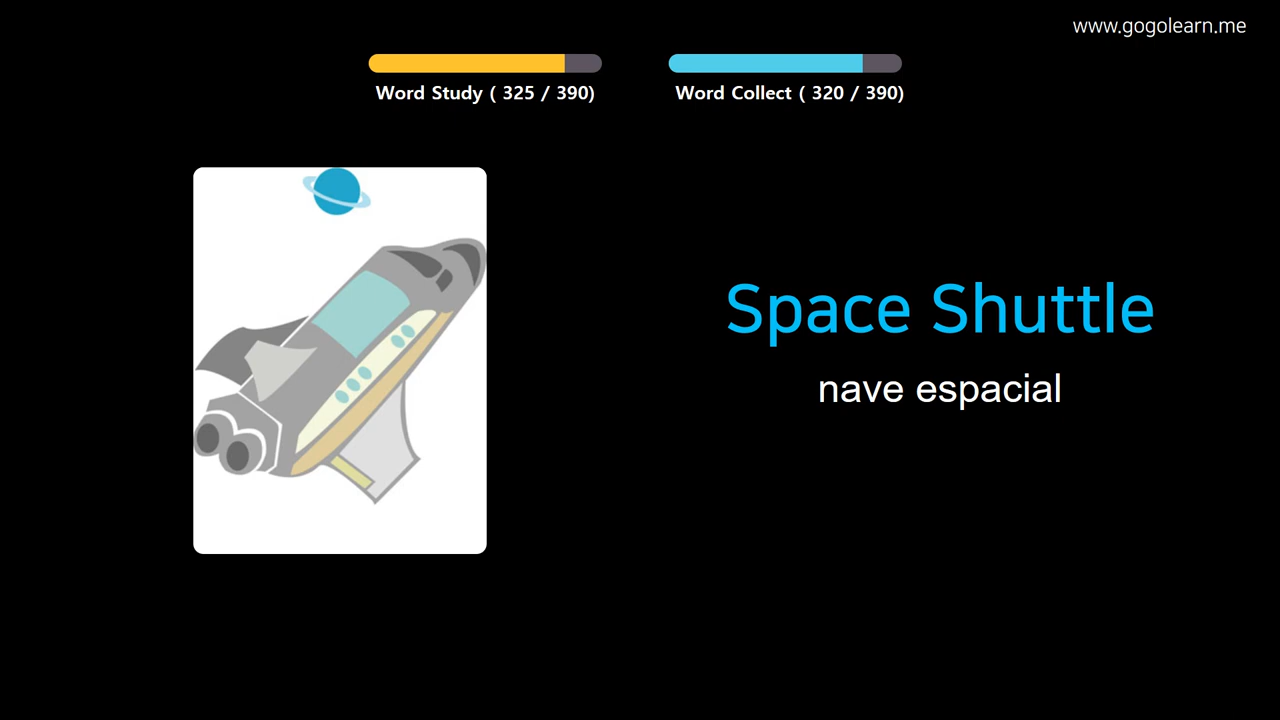 www.gogolearn.me
Word Study ( 325 / 390)
Word Collect ( 320 / 390)
Space Shuttle
nave espacial